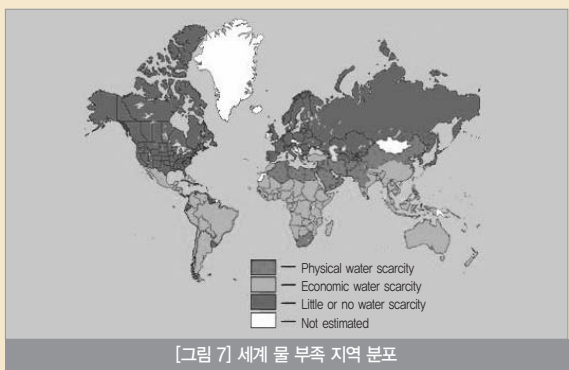 Physical water scarcity
Economic water scarcity
Little or no water scarcity
Not estimated
[그림 7] 세계 물 부족 지역 분포